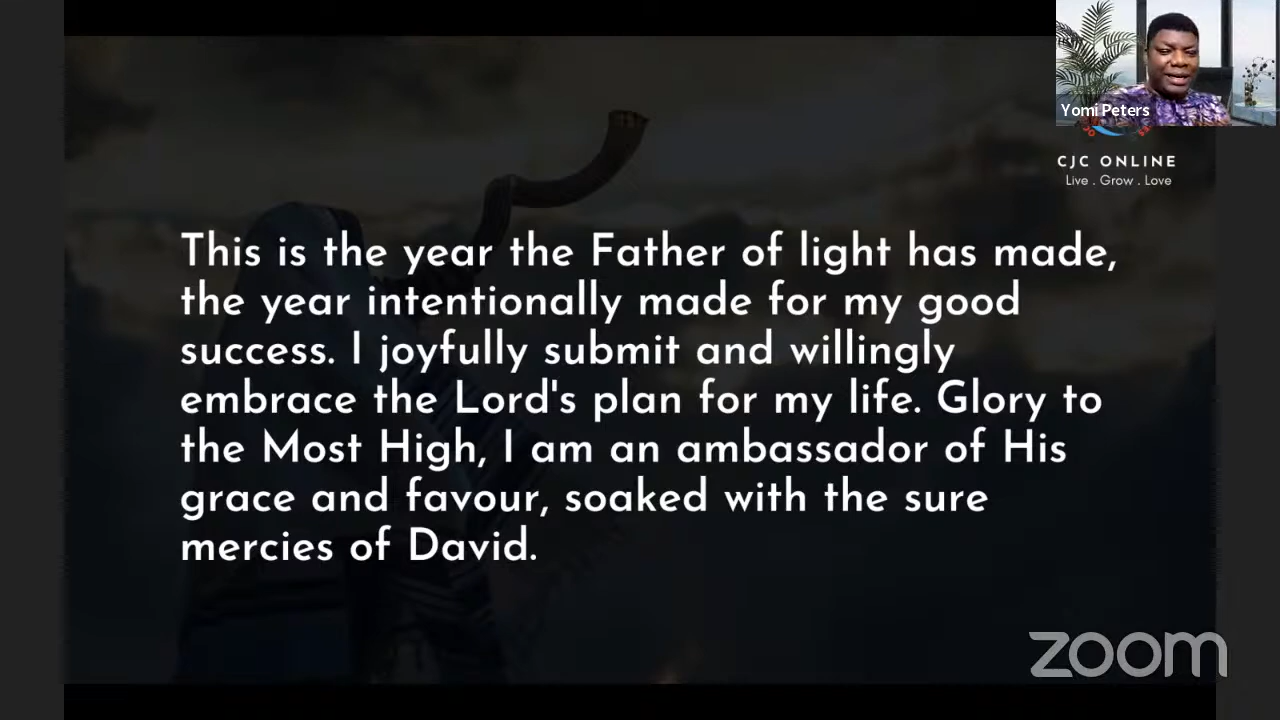 Yomi Peters
CJC ONLINE
Live . Grow . Love
This is the year the Father of light has made,
the year intentionally made for my good
success. I joyfully submit and willingly
embrace the Lord's plan for my life. Glory to
the Most High, I am an ambassador of His
grace and favour, soaked with the sure
mercies of David.
zoom